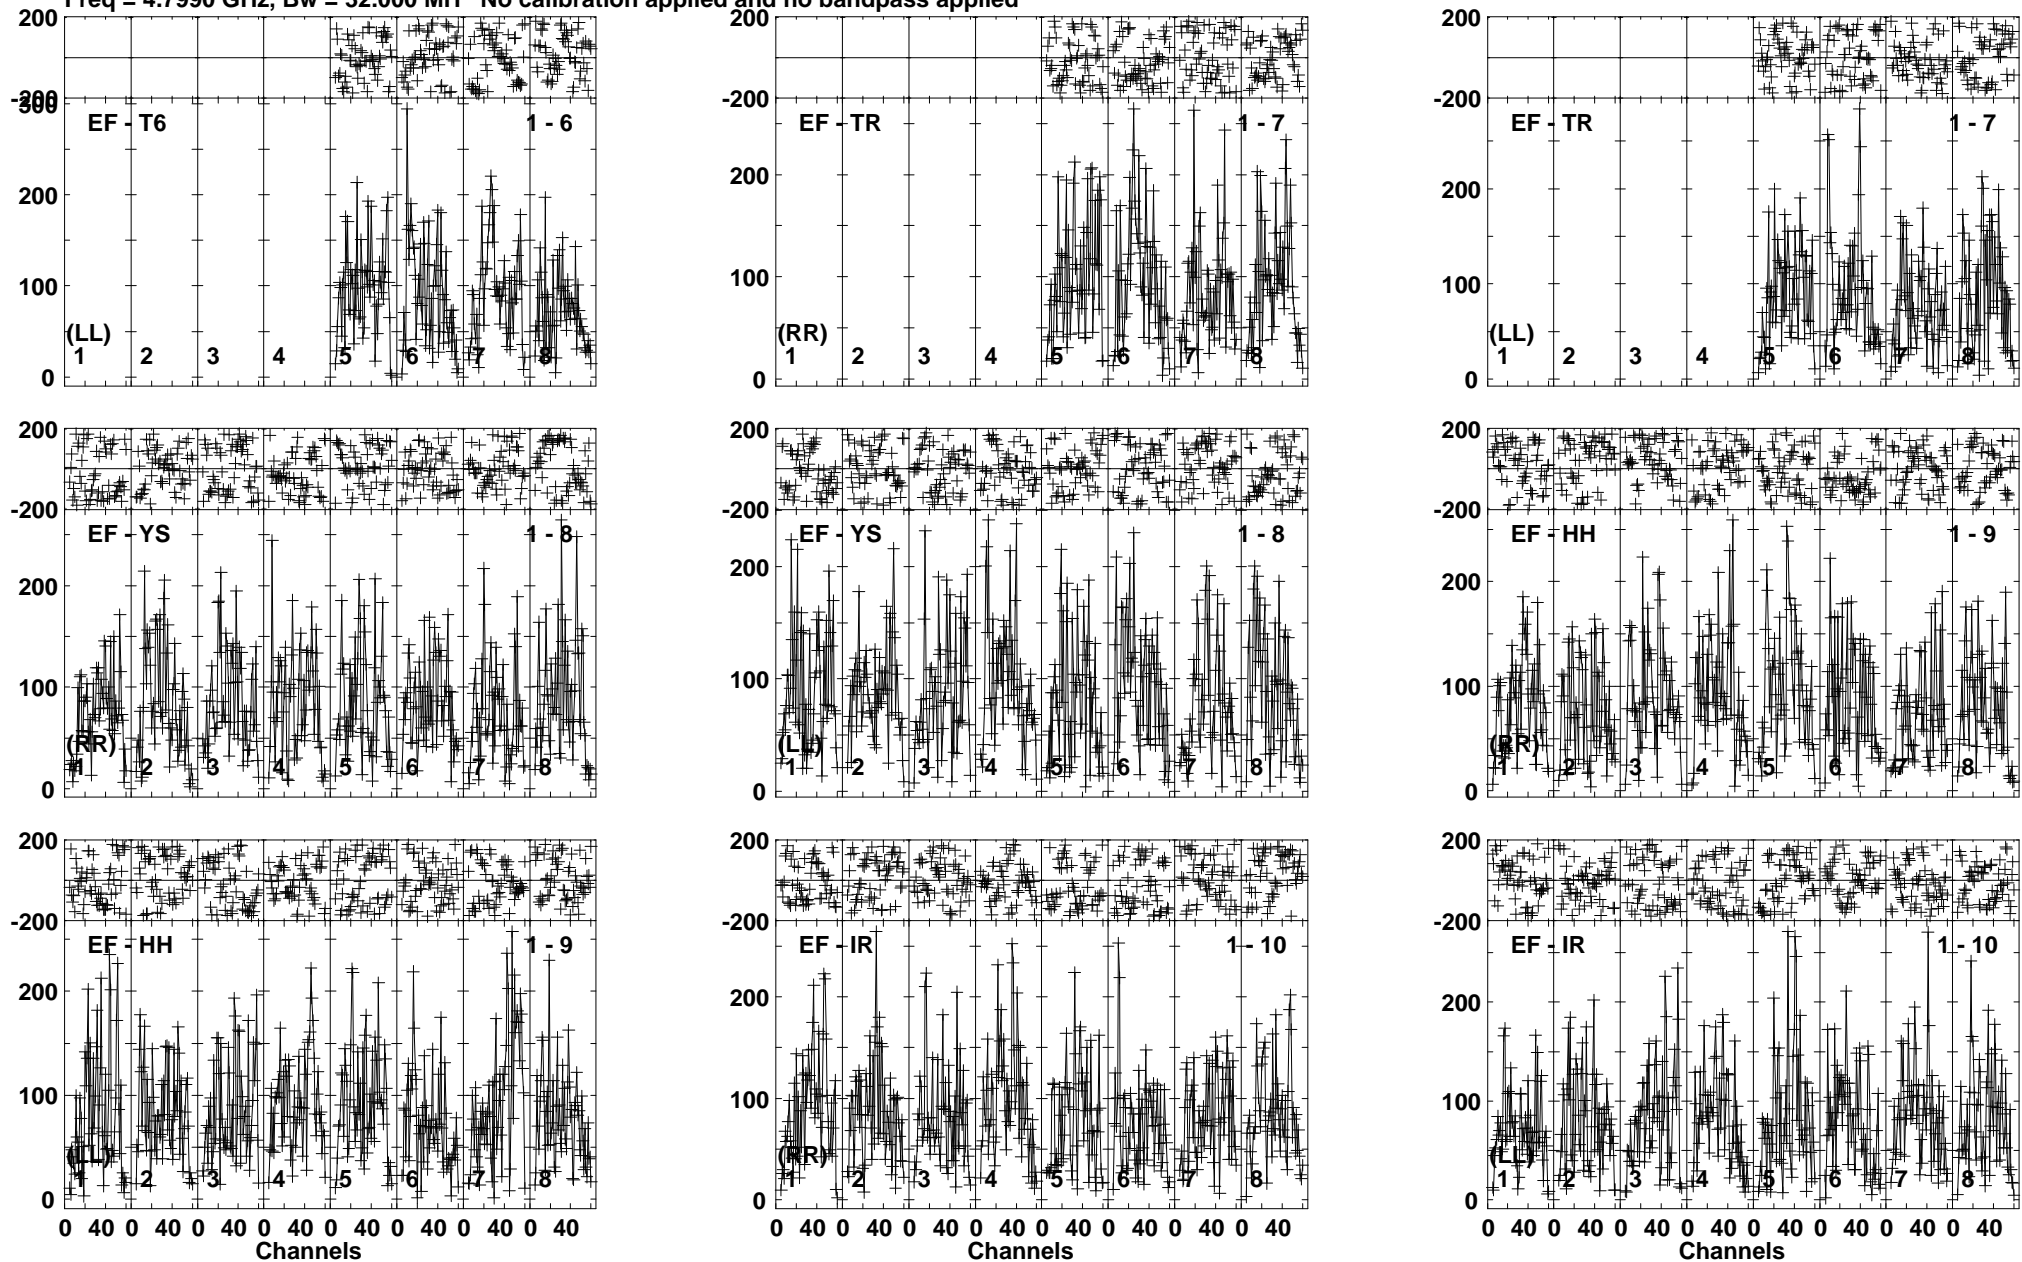 Freq = 4.7990 GHz, Bw = 32.000 MH No calibration applied and no bandpass applied
200 200 200
-200 -200 -200
300
EF - T6 1 - 6 EF - TR 1 - 7 EF - TR 1 - 7
200 200 200
100 100 100
(LL) (RR) (LL)
1 2 3 4 5 6 7 8 1 2 3 4 5 6 7 8 1 2 3 4 5 6 7 8
0 0 0
200 200 200
-200 -200 -200
EF - YS 1 - 8 EF - YS 1 - 8 EF - HH 1 - 9
200 200 200
100 100 100
(RR) (LL) (RR)
1 2 3 4 5 6 7 8 1 2 3 4 5 6 7 8 1 2 3 4 5 6 7 8
0 0 0
200 200 200
-200 -200 -200
EF - HH 1 - 9 EF - IR 1 - 10 EF - IR 1 - 10
200 200 200
100 100 100
(LL) (RR) (LL)
1 2 3 4 5 6 7 8 1 2 3 4 5 6 7 8 1 2 3 4 5 6 7 8
0 0 0
0 40 0 40 0 40 0 40 0 40 0 40 0 40 0 40 0 40 0 40 0 40 0 40 0 40 0 40 0 40 0 40 0 40 0 40 0 40 0 40 0 40 0 40 0 40 0 40
Channels Channels Channels